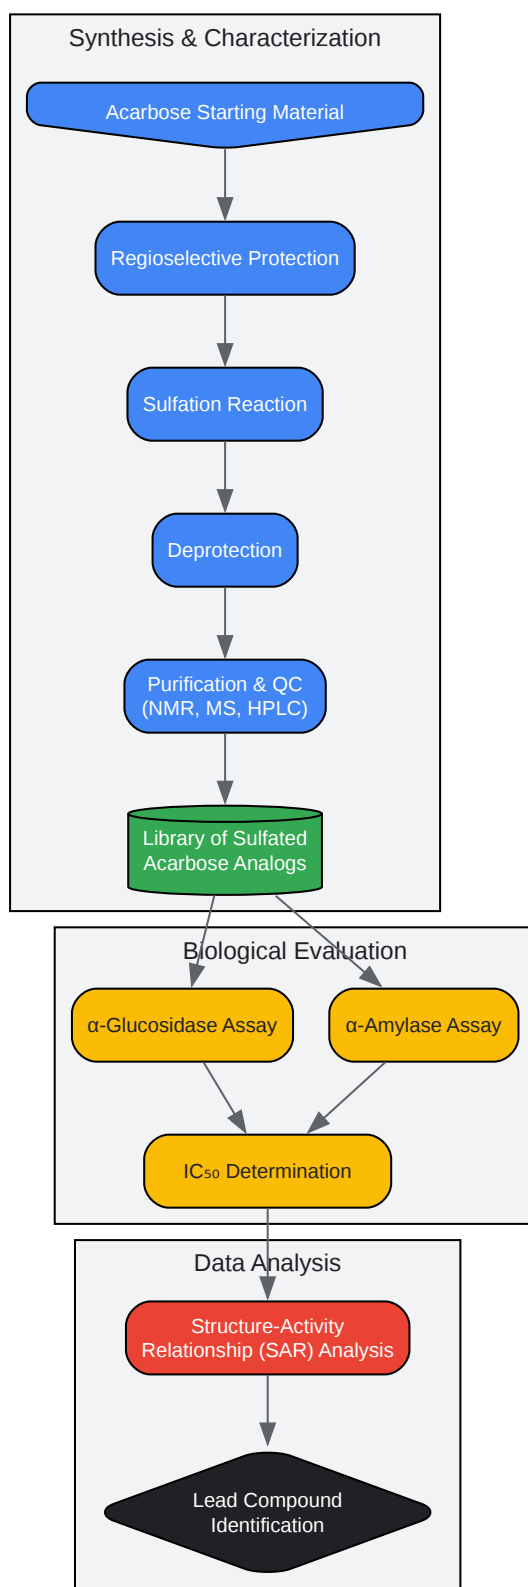 Synthesis & Characterization
Acarbose Starting Material
Regioselective Protection
Sulfation Reaction
Deprotection
Purification & QC
(NMR, MS, HPLC)
Library of Sulfated
Acarbose Analogs
Biological Evaluation
α-Glucosidase Assay
α-Amylase Assay
IC₅₀ Determination
Data Analysis
Structure-Activity
Relationship (SAR) Analysis
Lead Compound
Identification